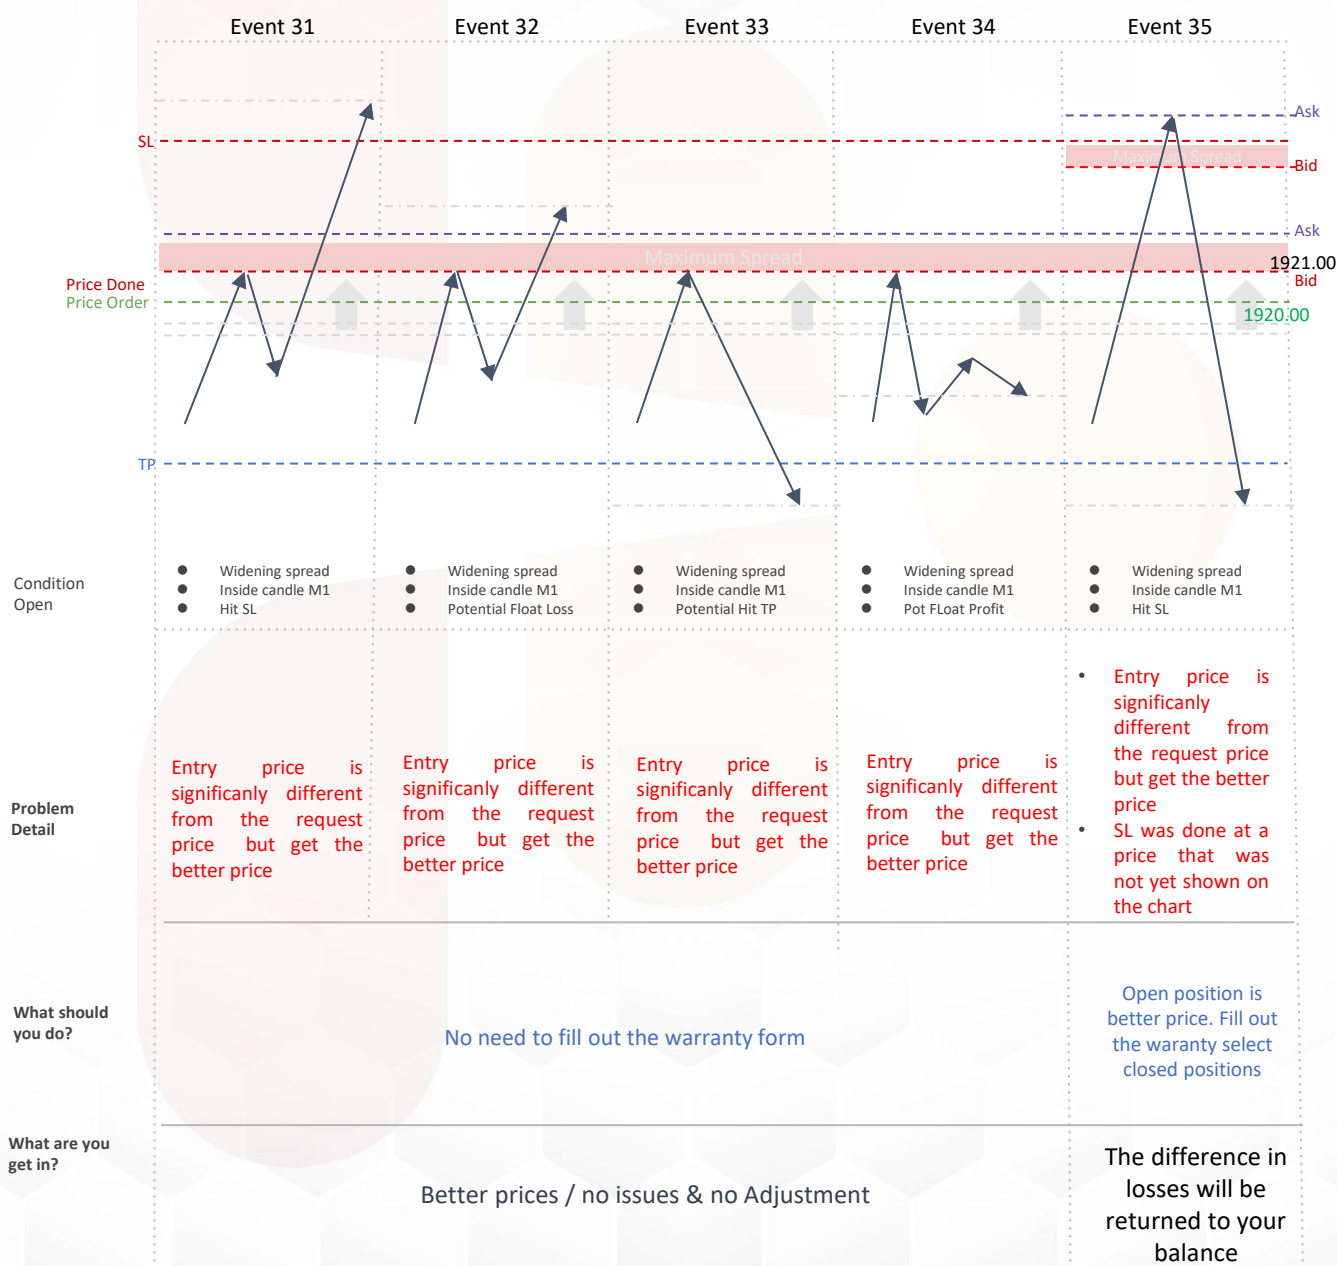 Event 31
Event 32
Event 33
Event 34
Event 35
Ask
SL
Maximum Spread
Bid
Ask
Maximum Spread
1921.00
Price Done
Bid
Price Order
1920.00
TP
Condition
Open
● Widening spread
● Inside candle M1
● Hit SL
● Widening spread
● Inside candle M1
● Potential Float Loss
● Widening spread
● Inside candle M1
● Potential Hit TP
● Widening spread
● Inside candle M1
● Pot FLoat Profit
● Widening spread
● Inside candle M1
● Hit SL
Problem
Detail
Entry price is
significanly different
from the request
price but get the
better price
Entry price is
significanly different
from the request
price but get the
better price
Entry price is
significanly different
from the request
price but get the
better price
Entry price is
significanly different
from the request
price but get the
better price
• Entry price is
significanly
different from
the request price
but get the better
price
• SL was done at a
price that was
not yet shown on
the chart
What should
you do?
No need to fill out the warranty form
Open position is
better price. Fill out
the waranty select
closed positions
What are you
get in?
Better prices / no issues & no Adjustment
The difference in
losses will be
returned to your
balance